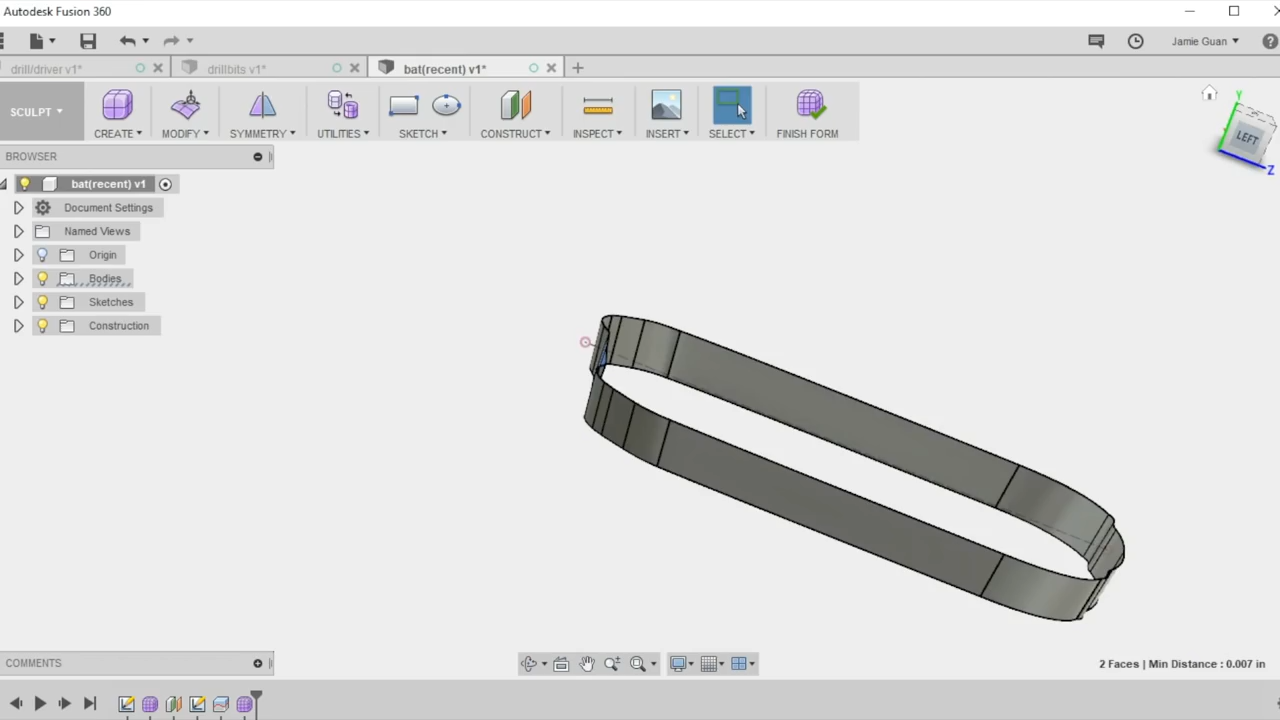 Autodesk Fusion 360
Jamie Guan
drill/driver v1*
drillbits v1*
bat(recent) v1*
SCULPT
CREATE
MODIFY
SYMMETRY
UTILITIES
SKETCH
CONSTRUCT
INSPECT
INSERT
SELECT
FINISH FORM
BROWSER
bat(recent) v1
Document Settings
Named Views
Origin
Bodies
Sketches
Construction
Y
LEFT
Z
COMMENTS
2 Faces | Min Distance : 0.007 in